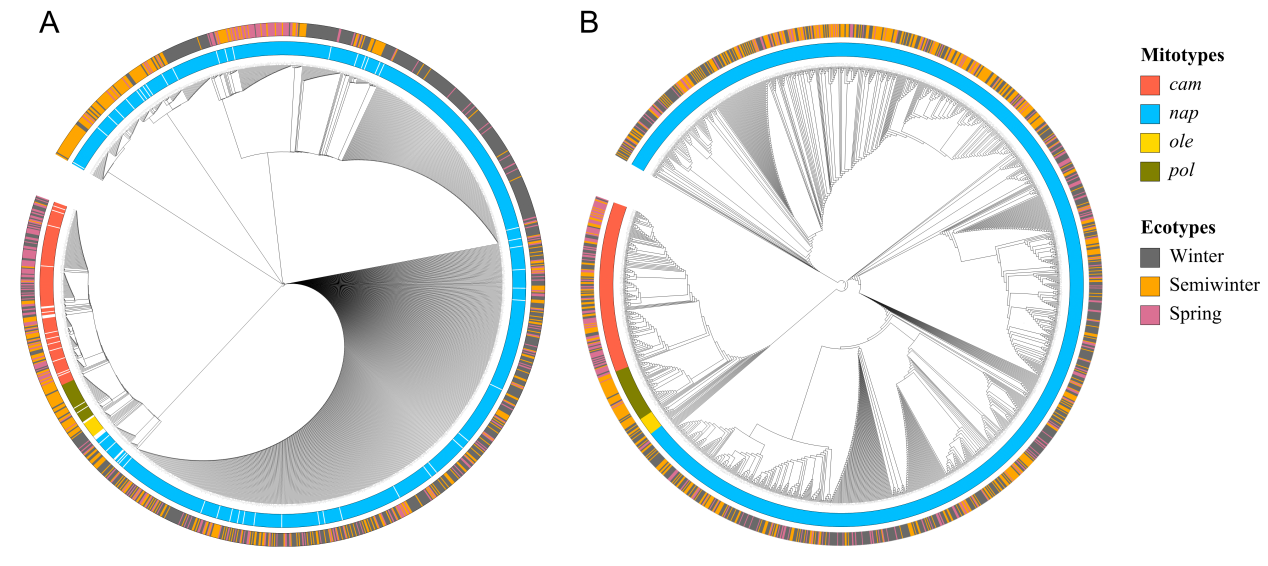 A
B
Mitotypes
cam
nap
ole
pol
Ecotypes
Winter
Semiwinter
Spring